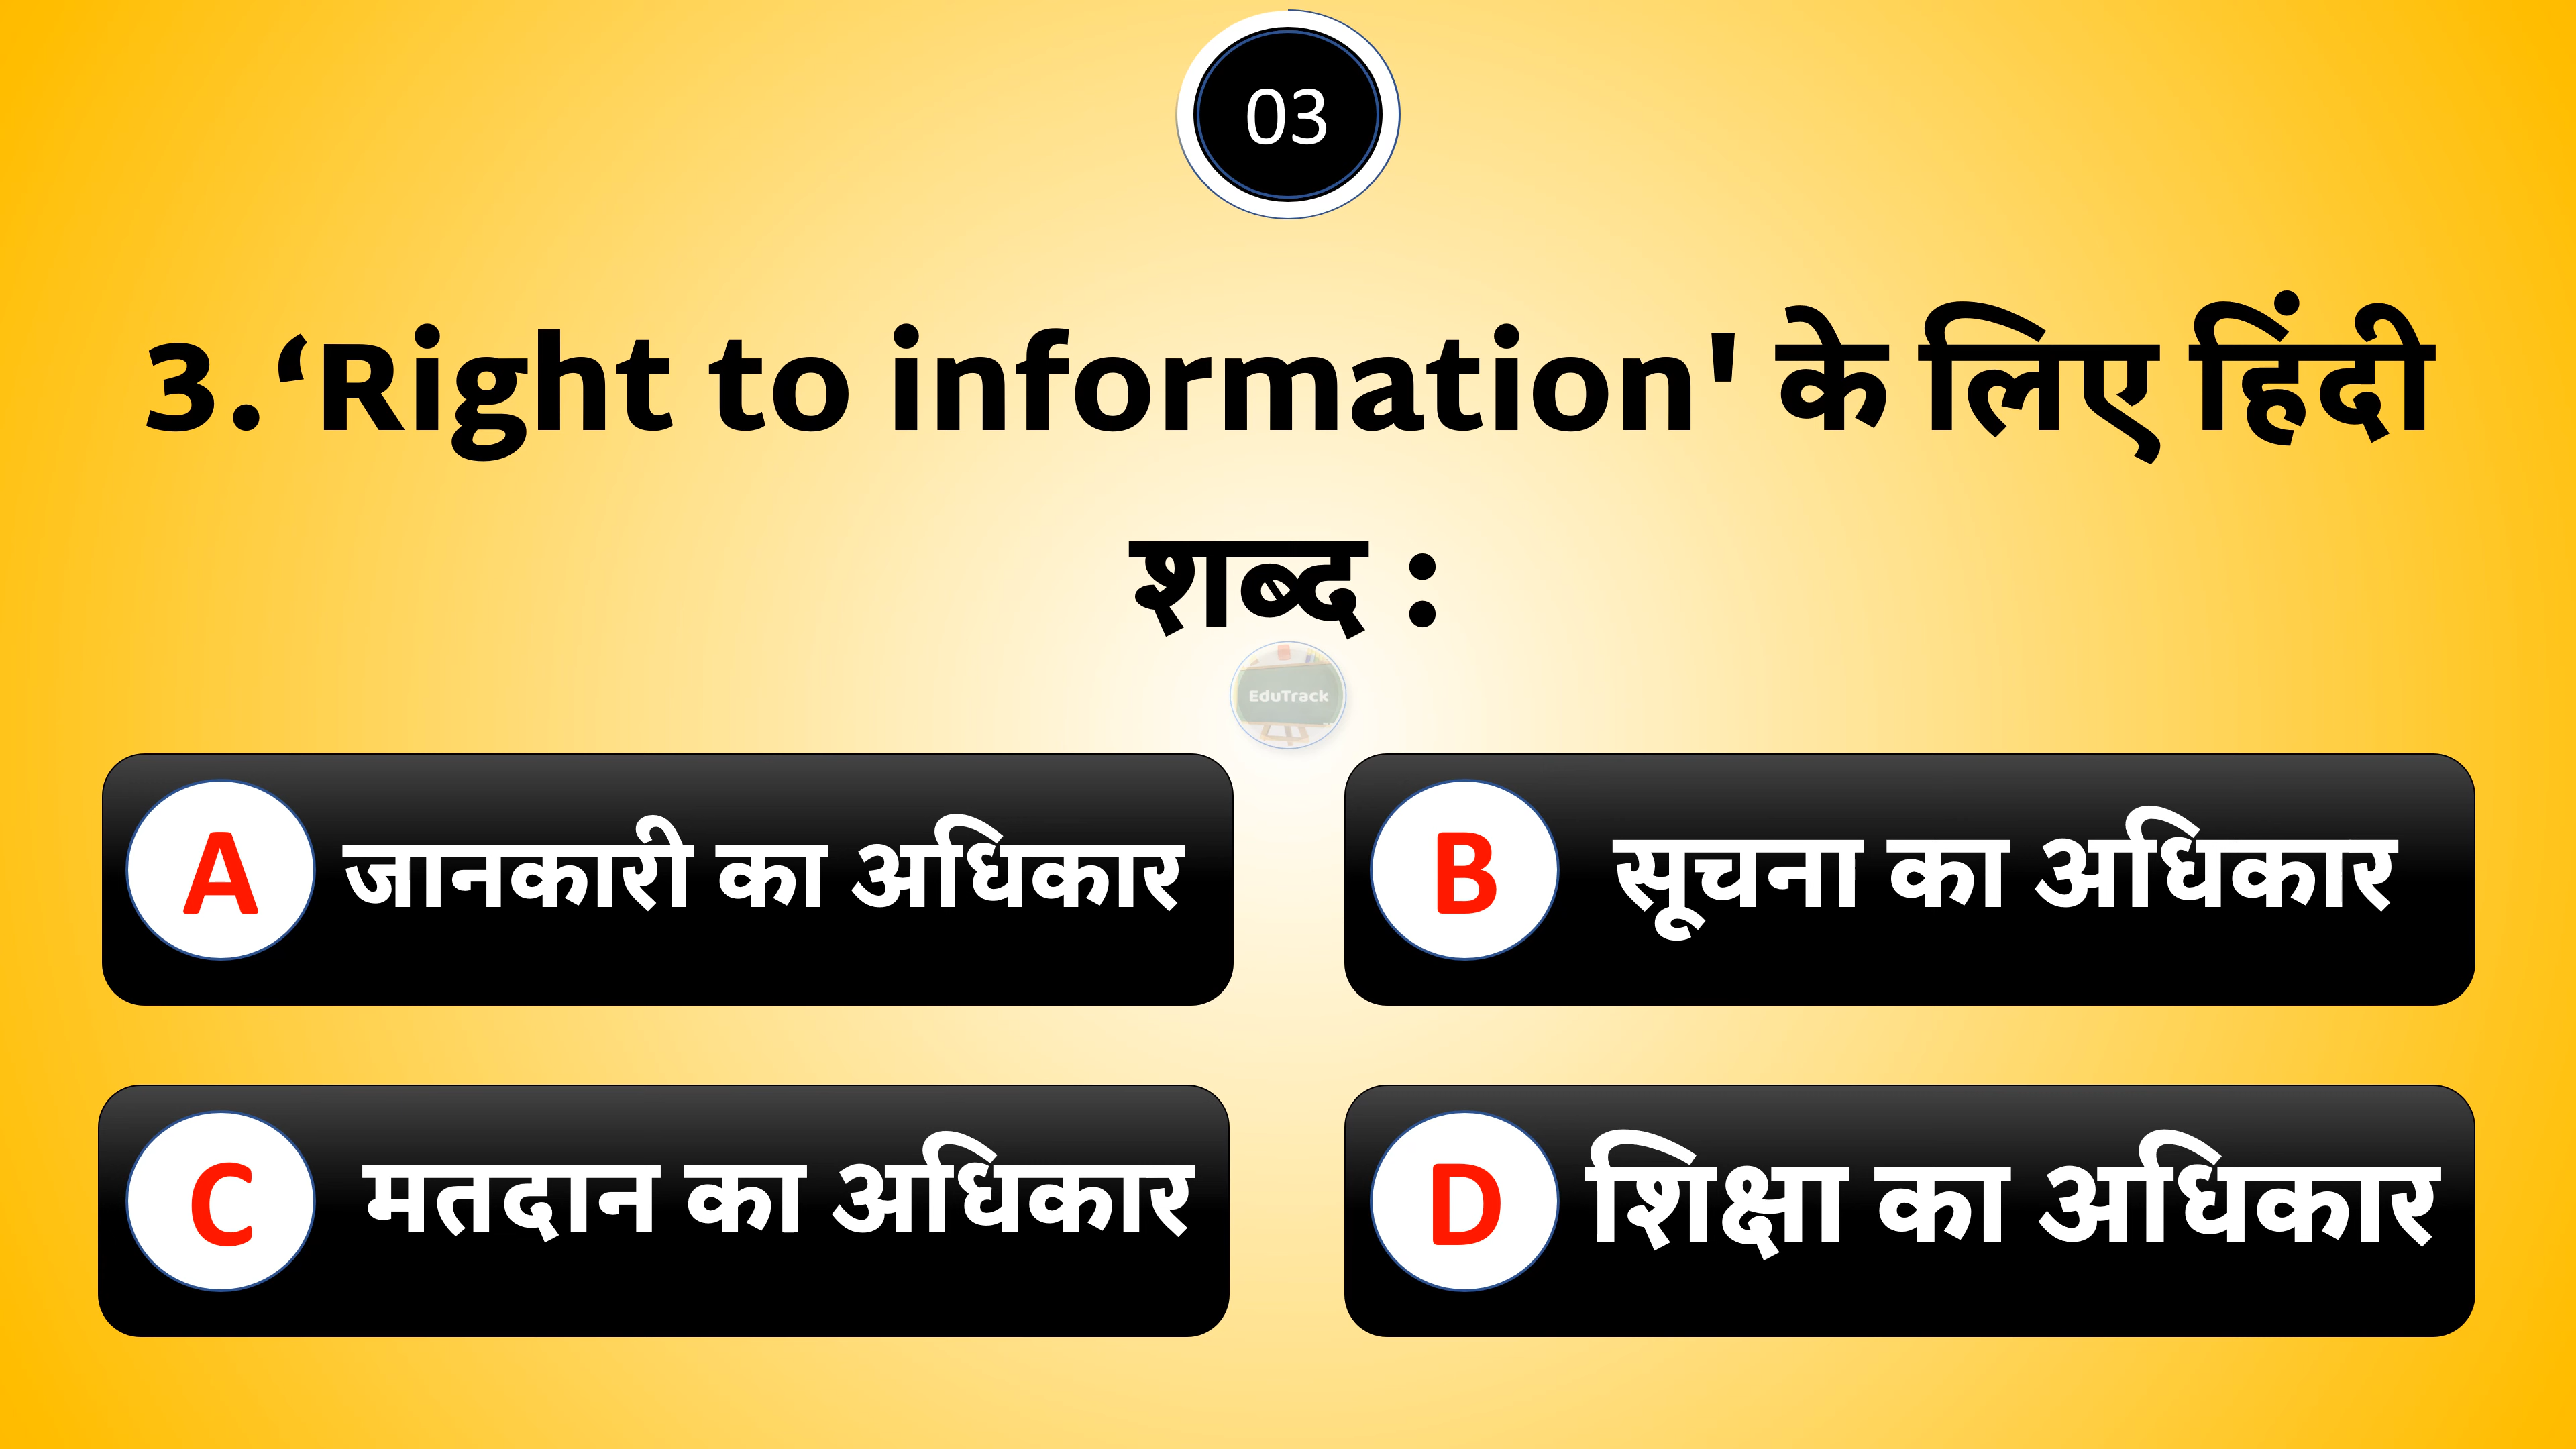 03
3.‘Right to information' के लिए हिंदी
शब्द :
EduTrack
A जानकारी का अधिकार
B सूचना का अधिकार
C मतदान का अधिकार
D शिक्षा का अधिकार